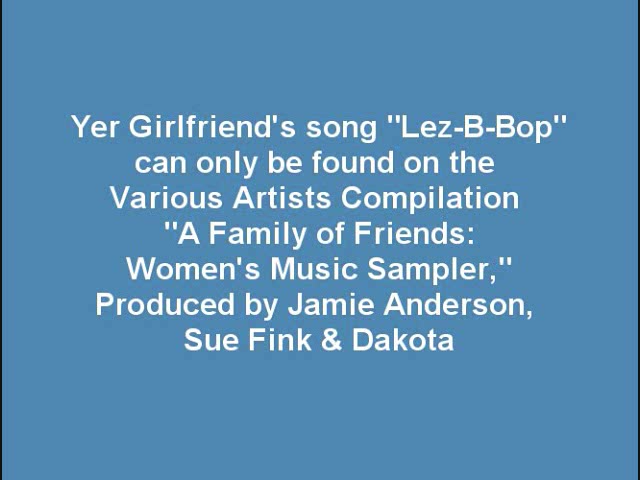 Yer Girlfriend's song "Lez-B-Bop"
can only be found on the
Various Artists Compilation
"A Family of Friends:
Women's Music Sampler,"
Produced by Jamie Anderson,
Sue Fink & Dakota